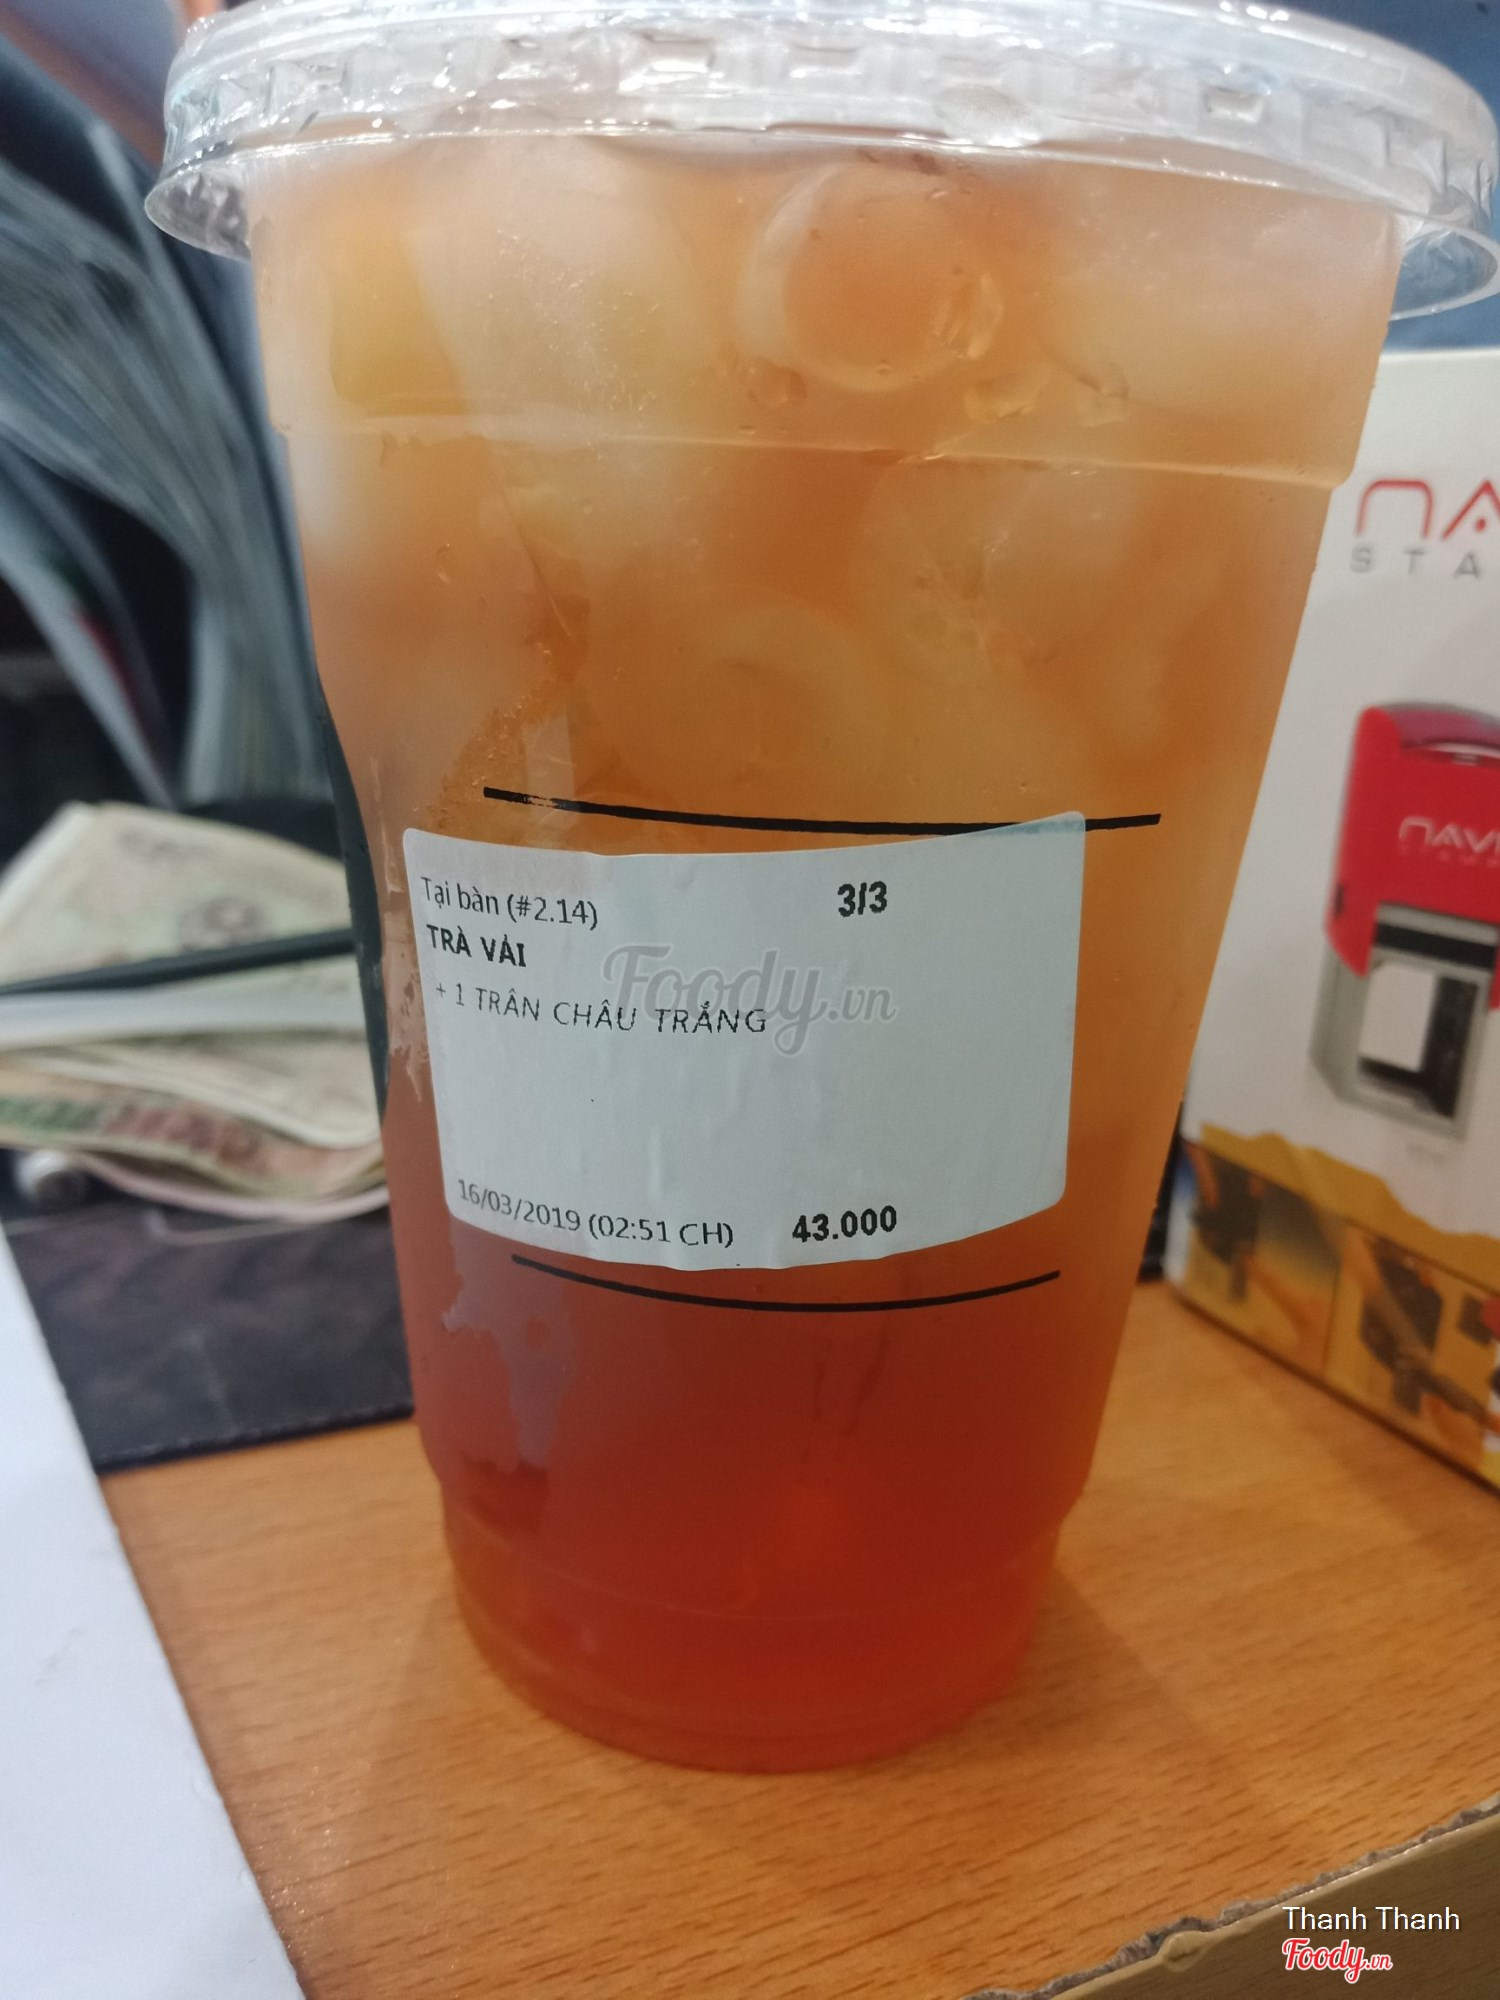 Tại bàn (#2.14) 3/3
TRÀ VẢI
+ 1 TRÂN CHÂU TRẮNG
Foody.vn
16/03/2019 (02:51 CH) 43.000
Thanh Thanh
Foody.vn